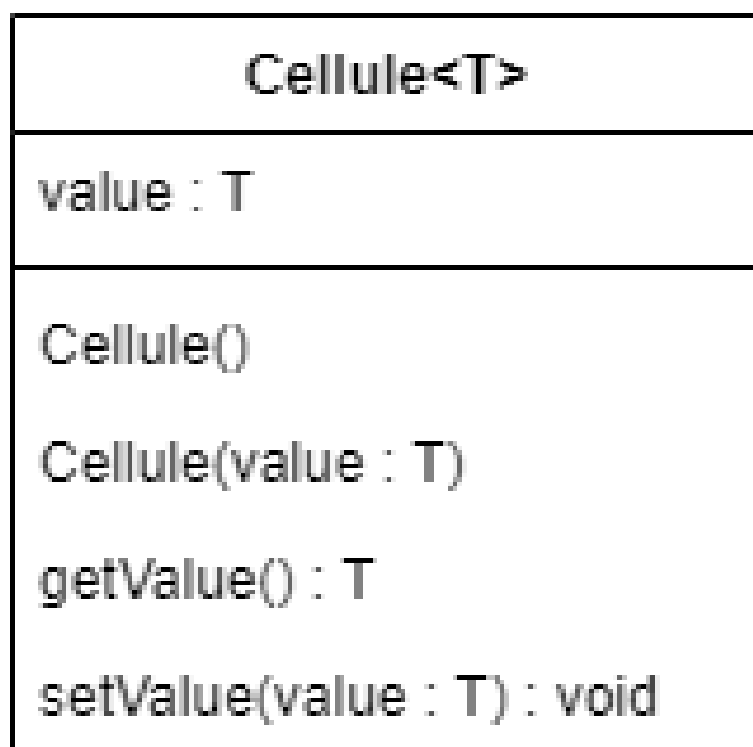 Cellule<T>
value : T
Cellule()
Cellule(value : T)
getValue() : T
setValue(value : T) : void